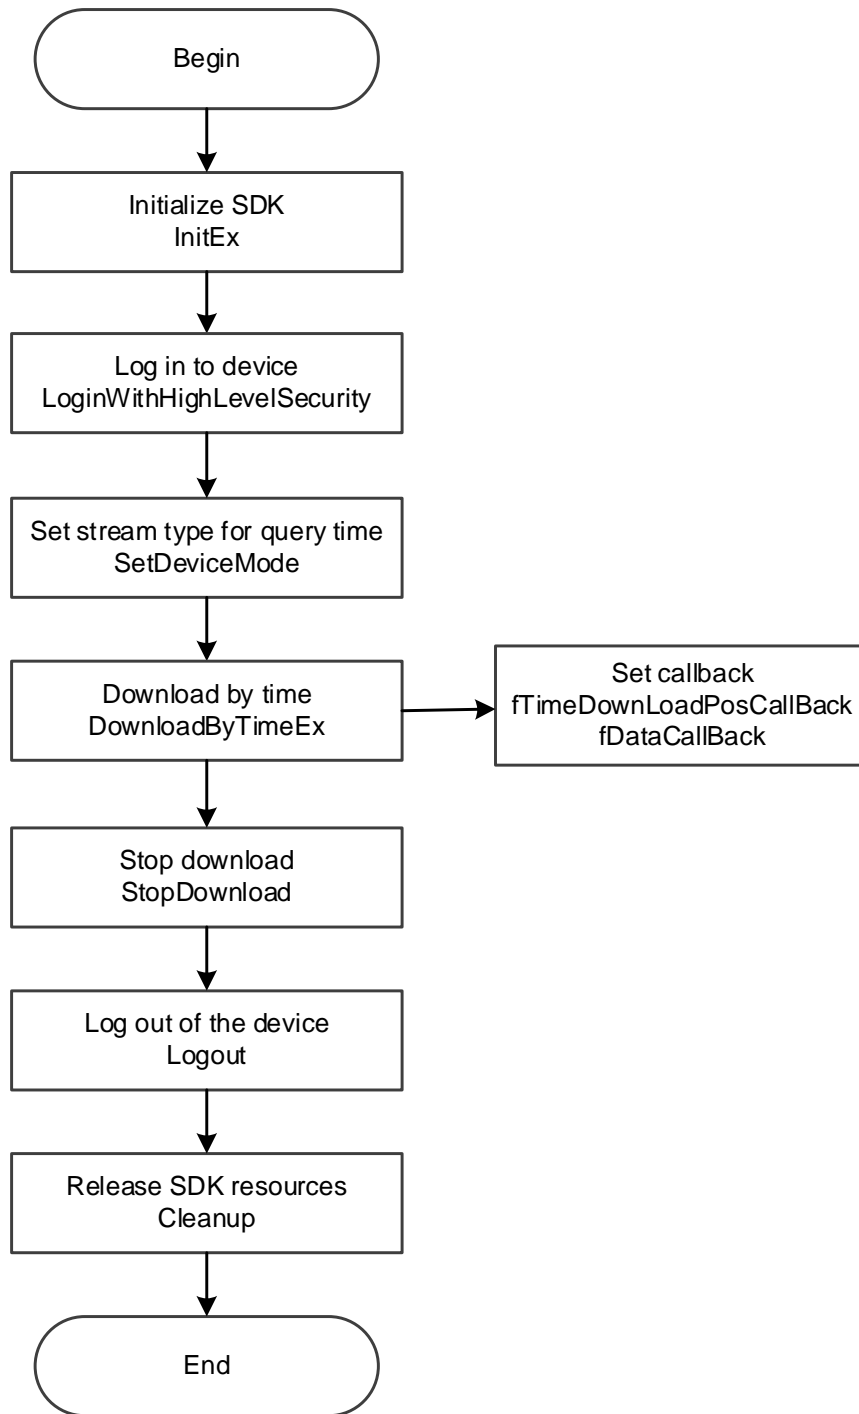 Begin
Initialize SDK
InitEx
Log in to device
LoginWithHighLevelSecurity
Set stream type for query time
SetDeviceMode
Download by time
DownloadByTimeEx
Set callback
fTimeDownLoadPosCallBack
fDataCallBack
Stop download
StopDownload
Log out of the device
Logout
Release SDK resources
Cleanup
End